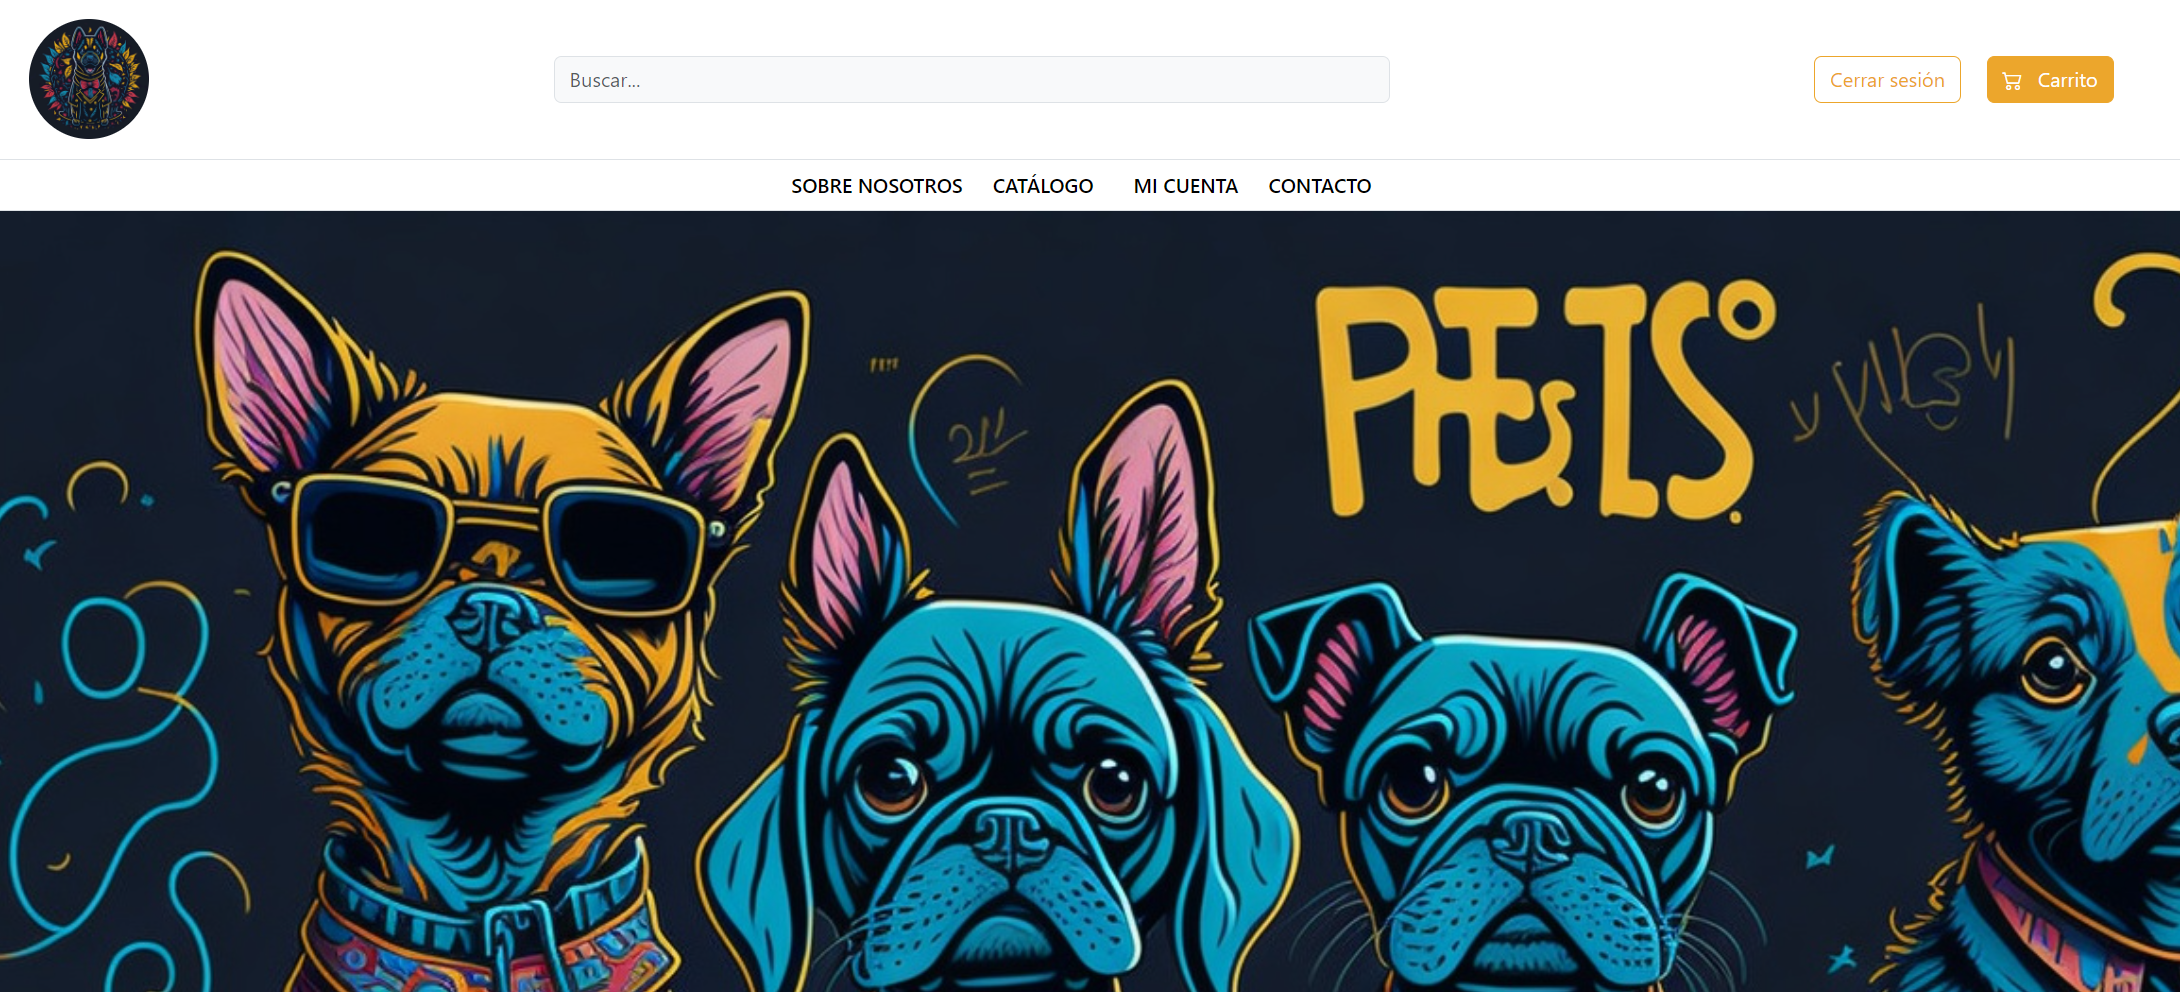 Buscar...
Cerrar sesión
Carrito
SOBRE NOSOTROS CATÁLOGO MI CUENTA CONTACTO